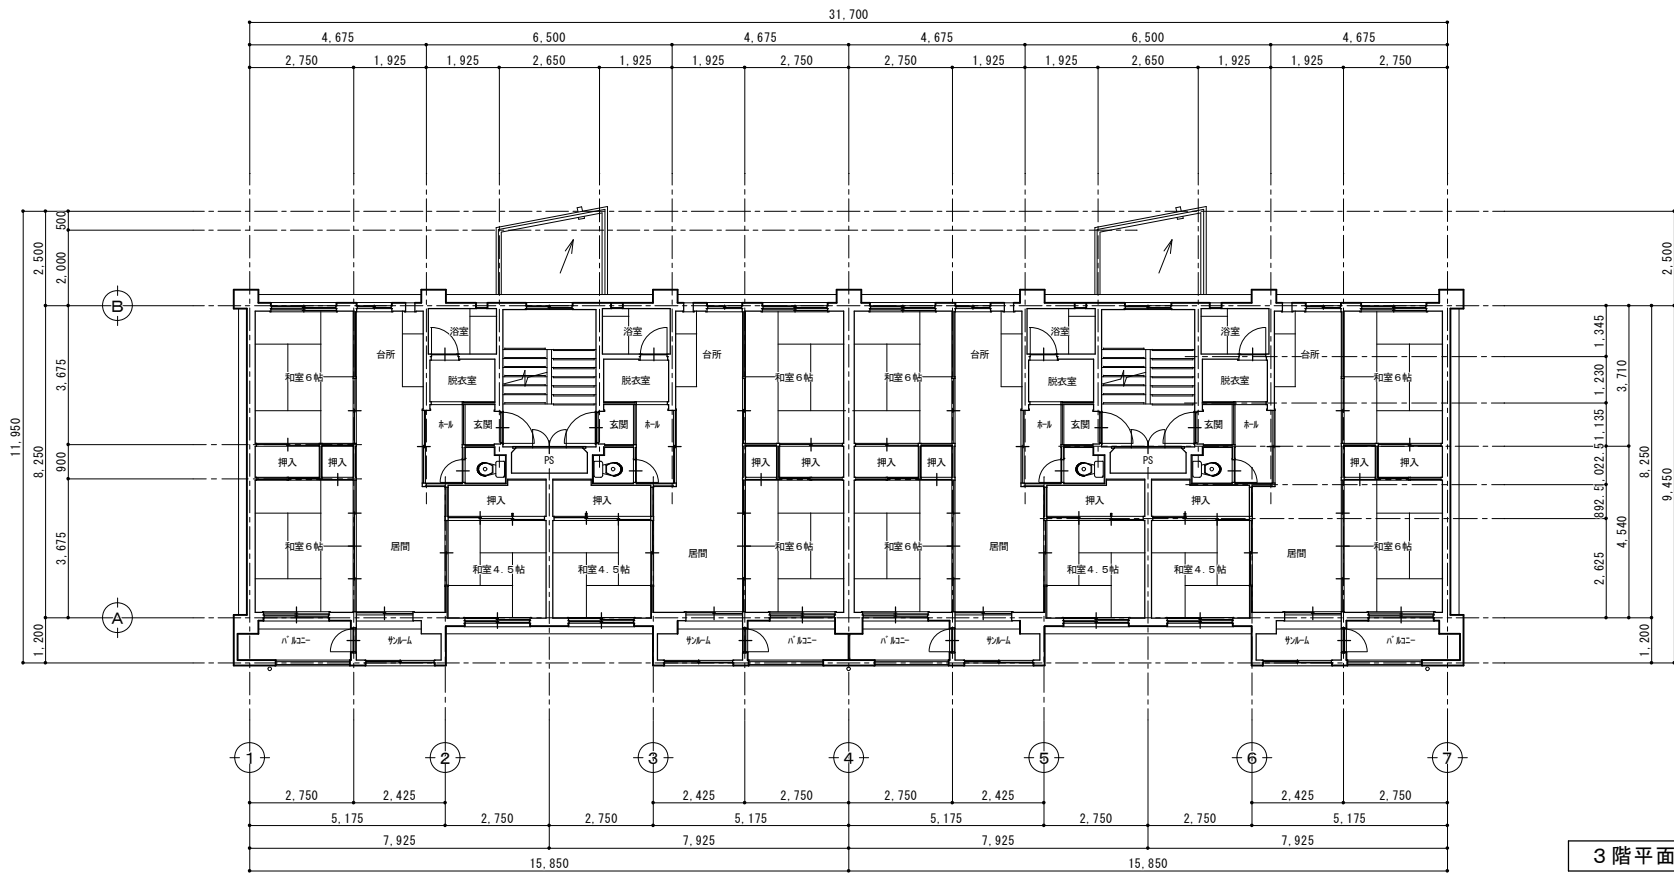 31,700
4,675 6,500 4,675 4,675 6,500 4,675
2,750 1,925 1,925 2,650 1,925 1,925 2,750 2,750 1,925 1,925 2,650 1,925 1,925 2,750
500
2,500
2,000
2,500
B
浴室 浴室 浴室 浴室
台所 台所 台所 台所
和室6帖 脱衣室 脱衣室 和室6帖 和室6帖 脱衣室 脱衣室 和室6帖
ホール 玄関 玄関 ホール ホール 玄関 玄関 ホール
押入 押入 PS 押入 押入 押入 押入 PS 押入 押入
押入 押入 押入 押入
和室6帖 居間 居間 和室6帖 和室6帖 居間 居間 和室6帖
和室4.5帖 和室4.5帖 和室4.5帖 和室4.5帖
A
バルコニー サンルーム サンルーム バルコニー バルコニー サンルーム サンルーム バルコニー
11,950
8,250
3,675
900
3,675
1,200
1,345
1,230
1,135
1,022.5
892.5
2,625
3,710
4,540
8,250
9,450
1,200
1 2 3 4 5 6 7
2,750 2,425 2,425 2,750 2,750 2,425 2,425 2,750
5,175 2,750 2,750 5,175 5,175 2,750 2,750 5,175
7,925 7,925 7,925 7,925
15,850 15,850
3階平面